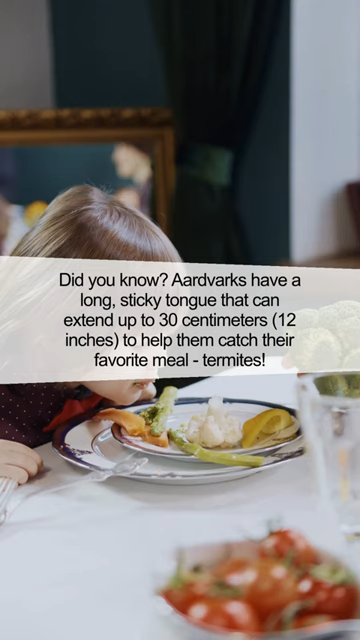 Did you know? Aardvarks have a
long, sticky tongue that can
extend up to 30 centimeters (12
inches) to help them catch their
favorite meal - termites!